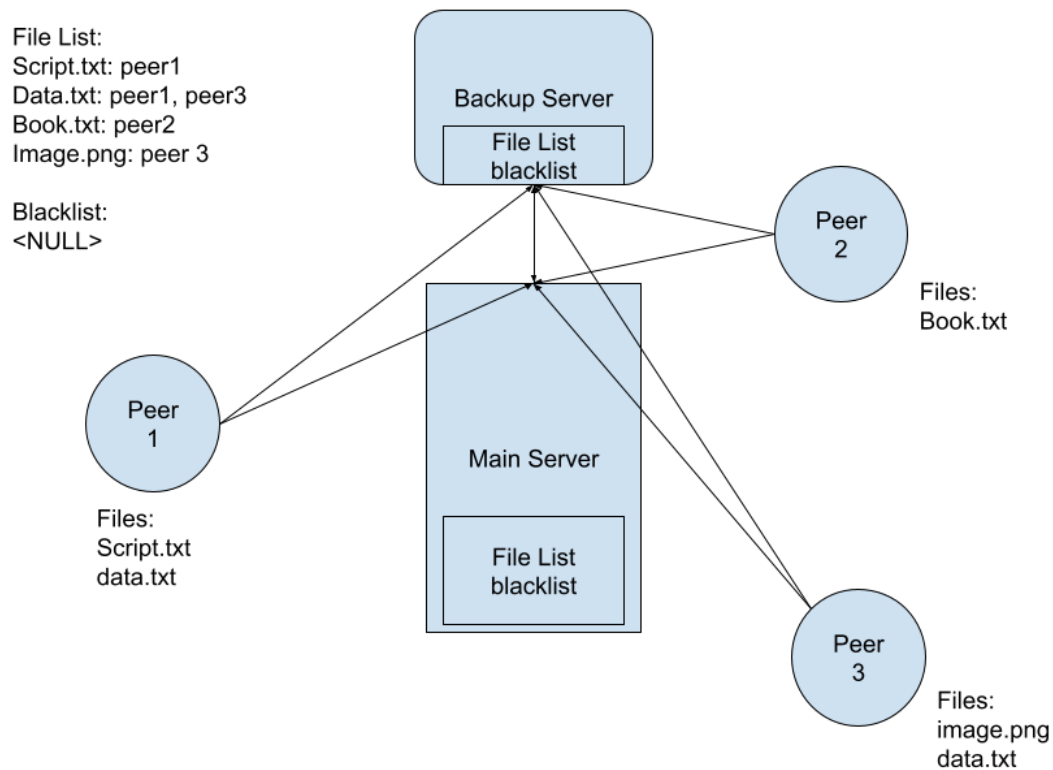 File List:
Script.txt: peer1
Data.txt: peer1, peer3
Book.txt: peer2
Image.png: peer 3
Blacklist:
<NULL>
Backup Server
File List
blacklist
Peer
2
Files:
Book.txt
Peer
1
Files:
Script.txt
data.txt
Main Server
File List
blacklist
Peer
3
Files:
image.png
data.txt